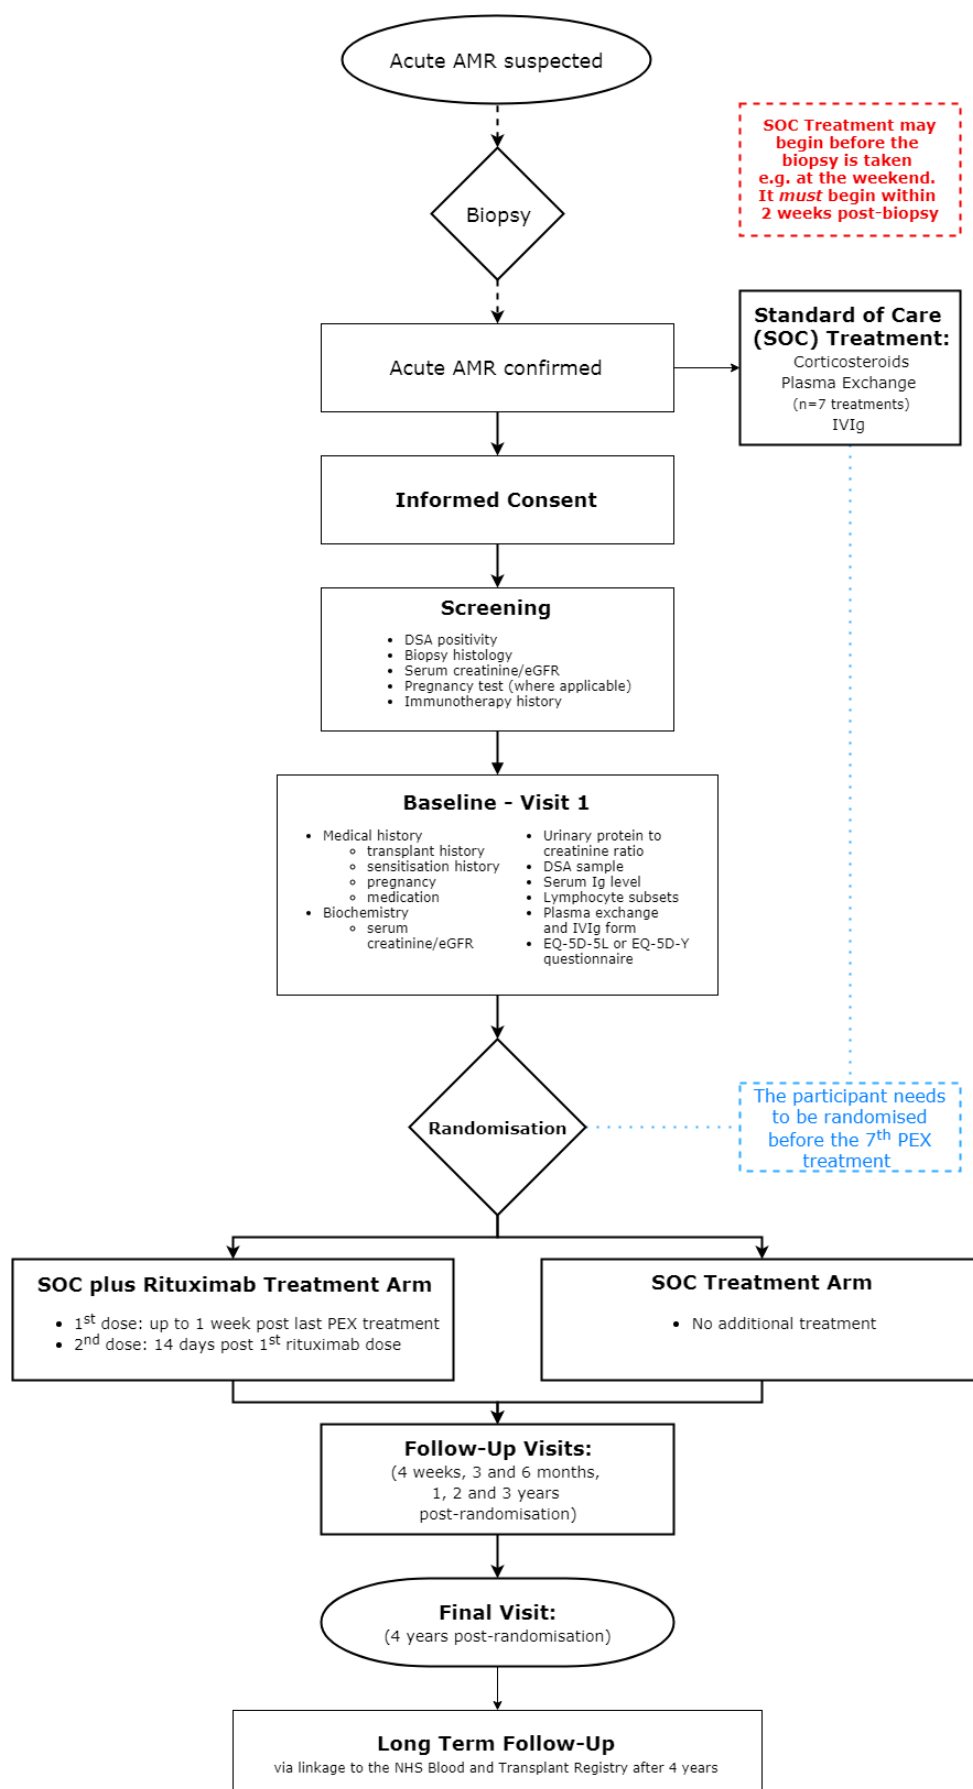 Acute AMR suspected
SOC Treatment may
begin before the
biopsy is taken
e.g. at the weekend.
It must begin within
2 weeks post-biopsy
Biopsy
Acute AMR confirmed
Standard of Care
(SOC) Treatment:
Corticosteroids
Plasma Exchange
(n=7 treatments)
IVIg
Informed Consent
Screening
• DSA positivity
• Biopsy histology
• Serum creatinine/eGFR
• Pregnancy test (where applicable)
• Immunotherapy history
Baseline - Visit 1
• Medical history
◦ transplant history
◦ sensitisation history
◦ pregnancy
◦ medication
• Biochemistry
◦ serum
creatinine/eGFR
• Urinary protein to
creatinine ratio
• DSA sample
• Serum Ig level
• Lymphocyte subsets
• Plasma exchange
and IVIg form
• EQ-5D-5L or EQ-5D-Y
questionnaire
Randomisation
The participant needs
to be randomised
before the 7th PEX
treatment
SOC plus Rituximab Treatment Arm
• 1st dose: up to 1 week post last PEX treatment
• 2nd dose: 14 days post 1st rituximab dose
SOC Treatment Arm
• No additional treatment
Follow-Up Visits:
(4 weeks, 3 and 6 months,
1, 2 and 3 years
post-randomisation)
Final Visit:
(4 years post-randomisation)
Long Term Follow-Up
via linkage to the NHS Blood and Transplant Registry after 4 years